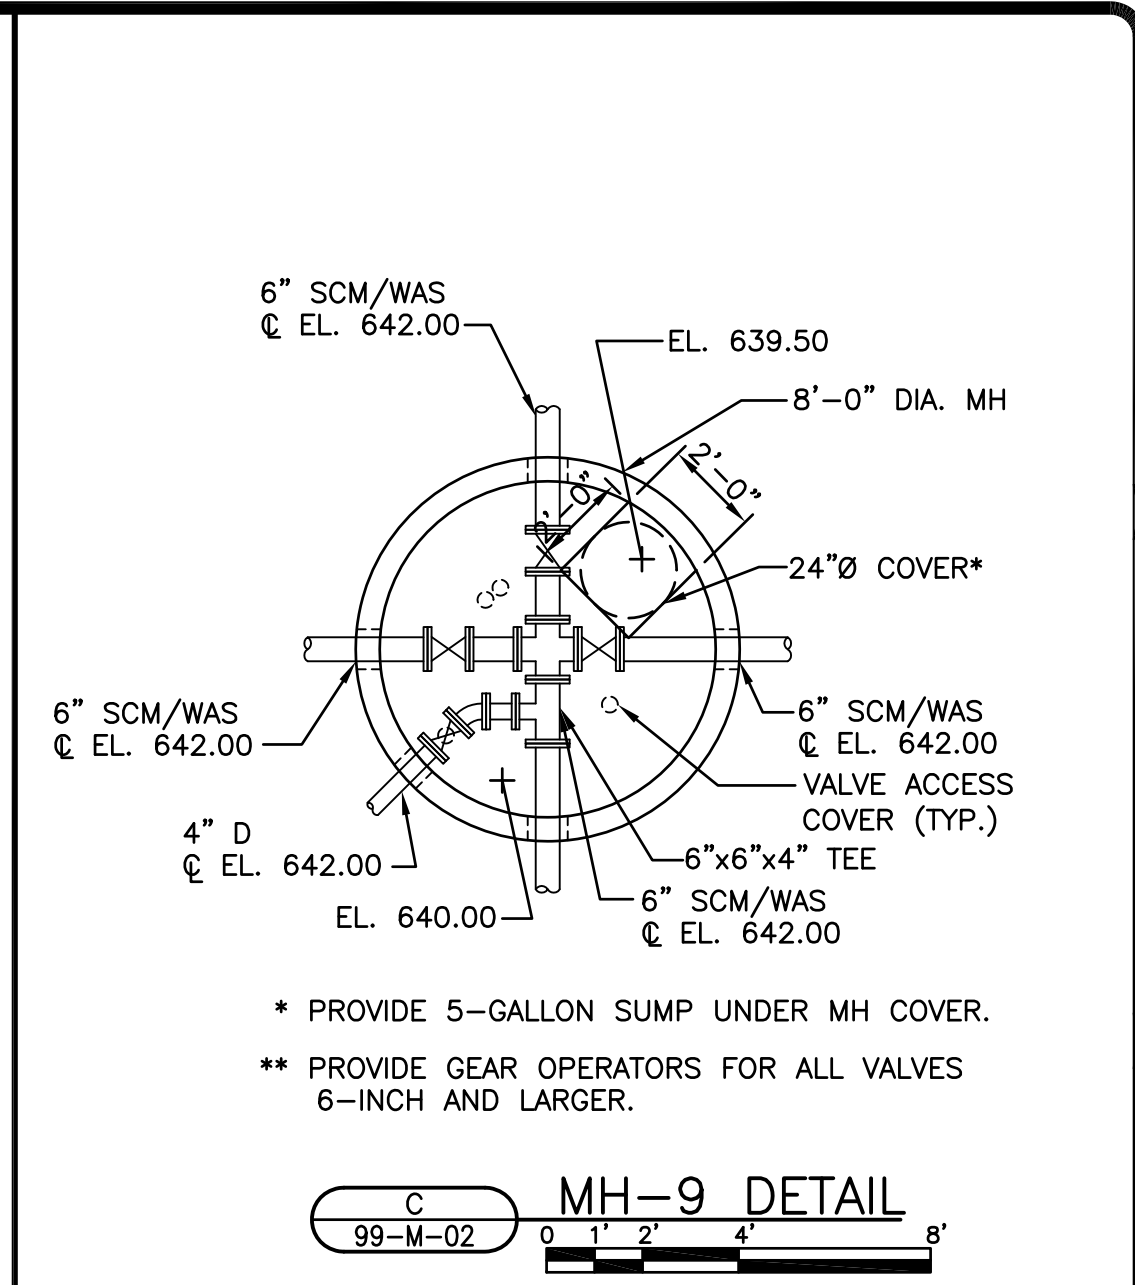 6" SCM/WAS
℄ EL. 642.00
EL. 639.50
8'-0" DIA. MH
2'-0"
2'-0"
24"Ø COVER*
6" SCM/WAS
℄ EL. 642.00
6" SCM/WAS
℄ EL. 642.00
VALVE ACCESS
COVER (TYP.)
4" D
℄ EL. 642.00
6"x6"x4" TEE
EL. 640.00
6" SCM/WAS
℄ EL. 642.00
* PROVIDE 5-GALLON SUMP UNDER MH COVER.
** PROVIDE GEAR OPERATORS FOR ALL VALVES
6-INCH AND LARGER.
C
99-M-02
MH-9 DETAIL
0 1' 2' 4' 8'